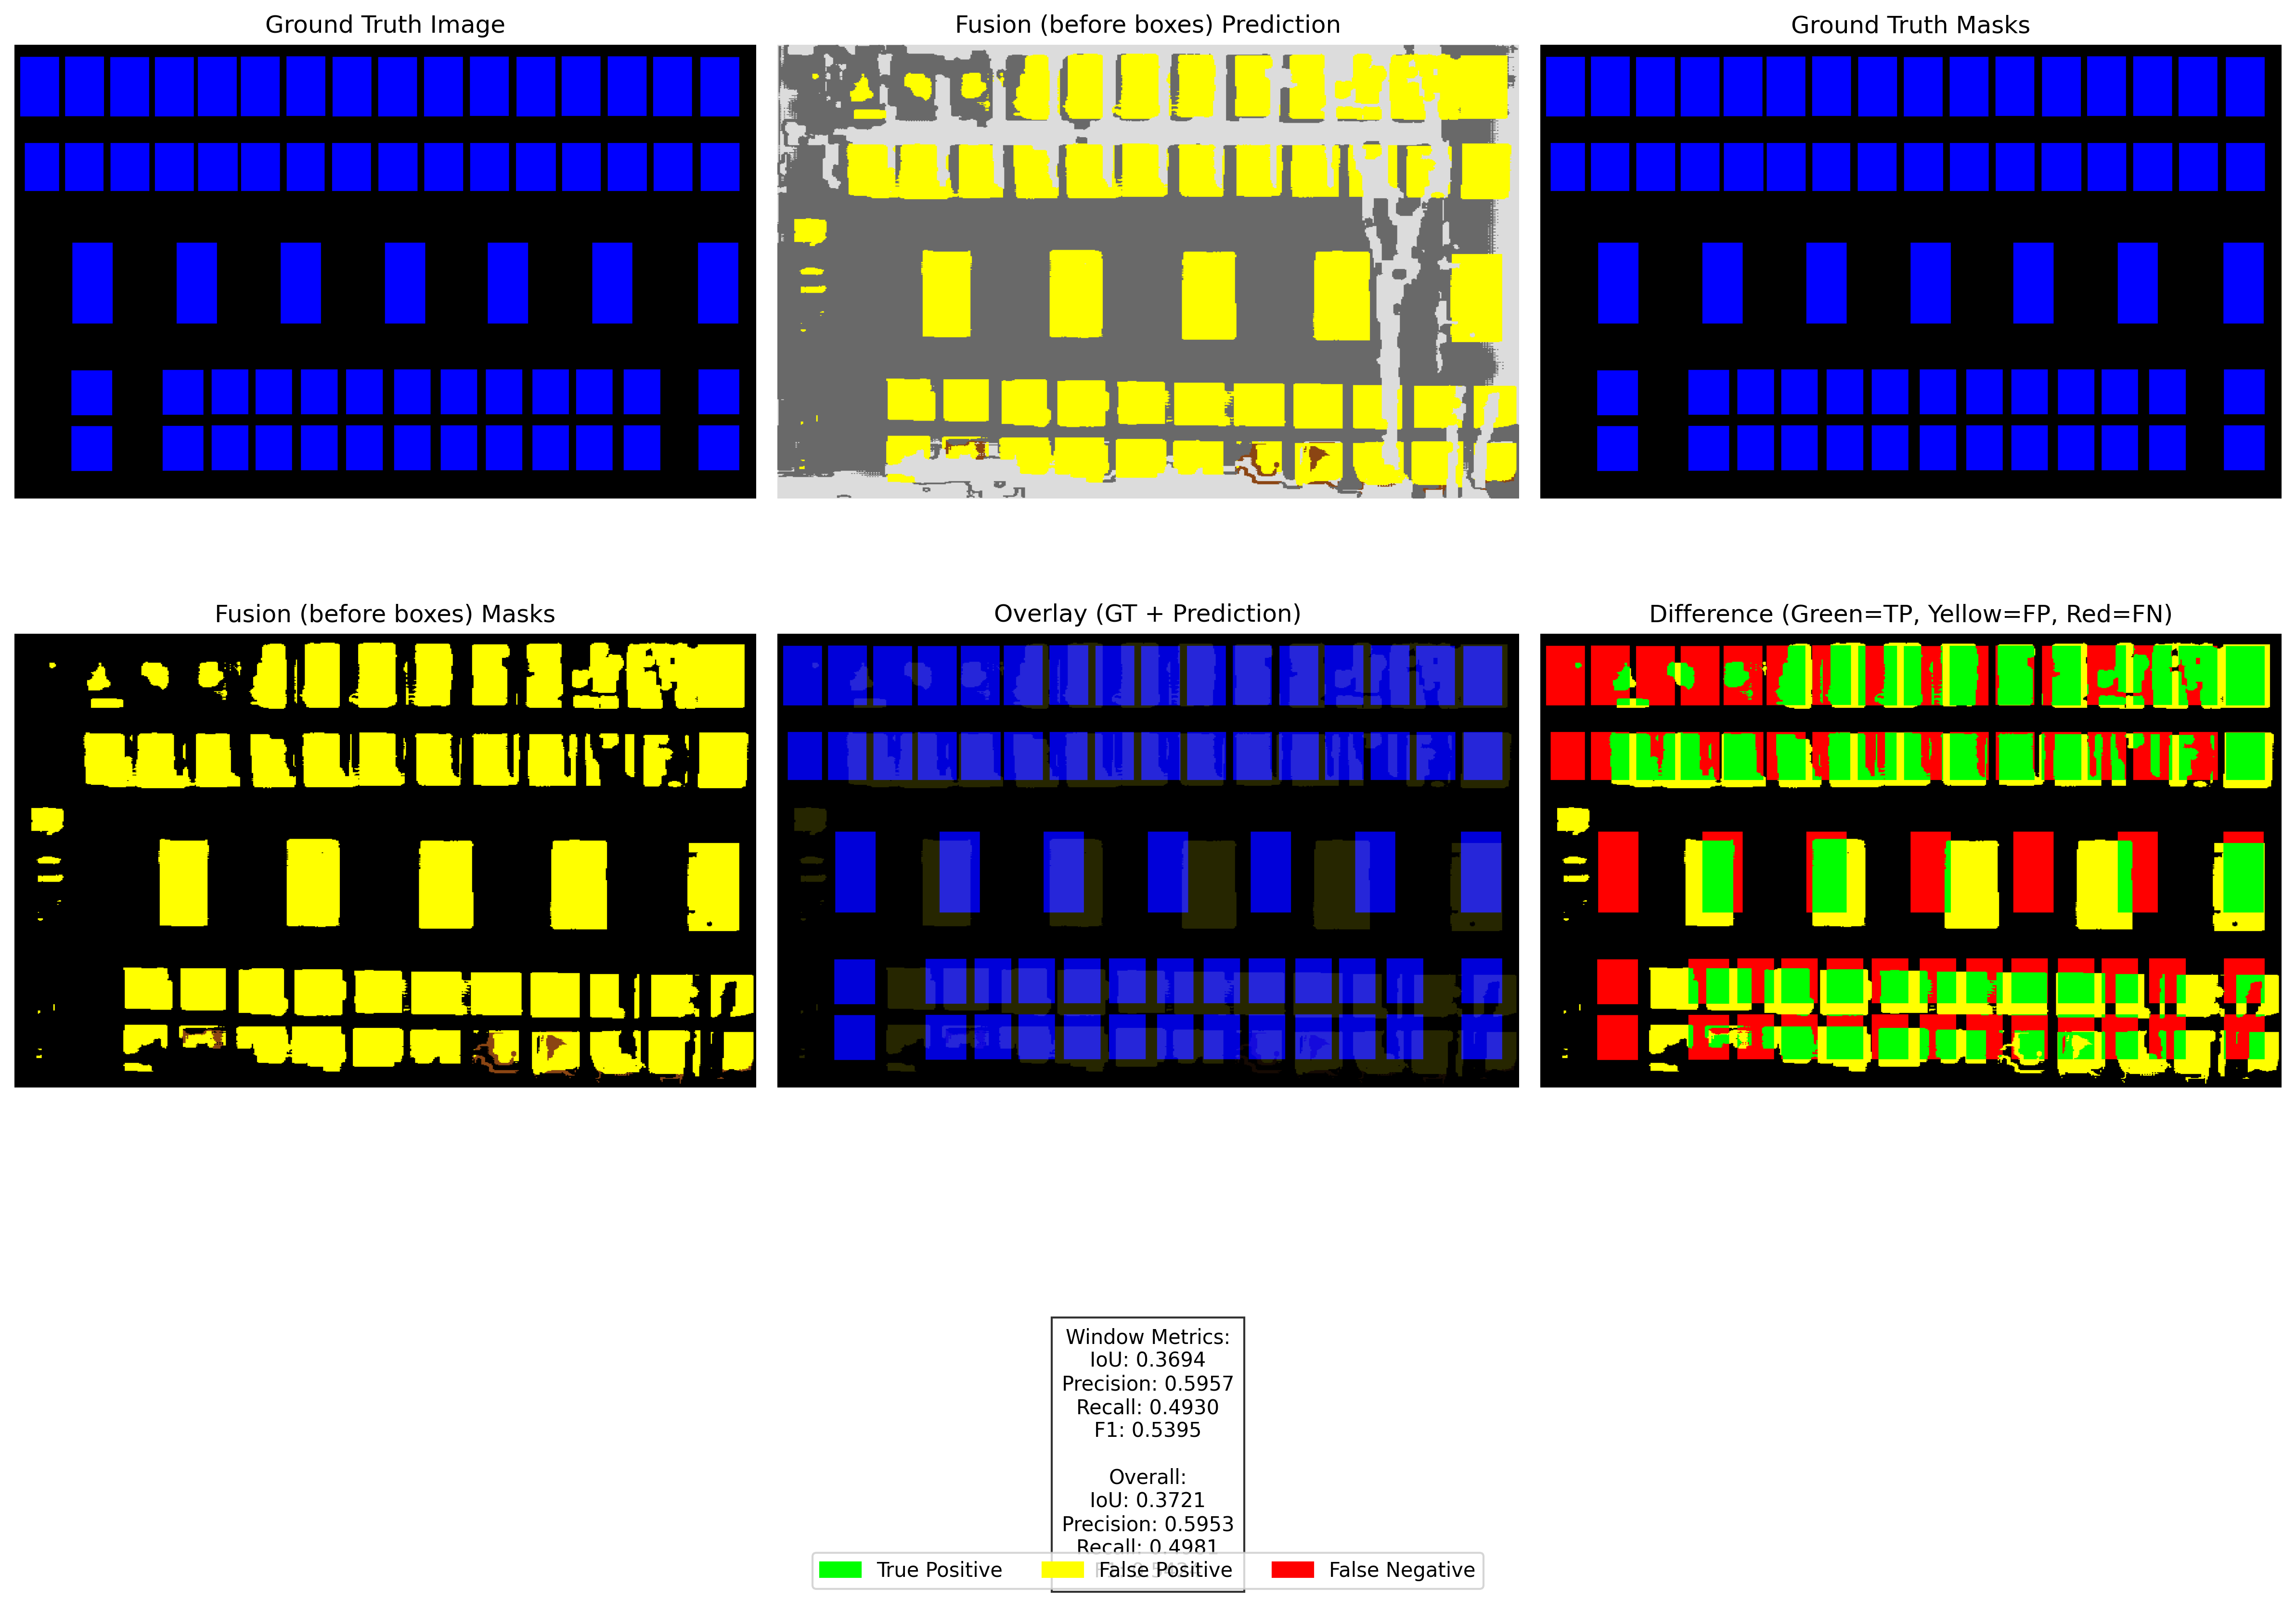 Ground Truth Image
Fusion (before boxes) Prediction
Ground Truth Masks
Fusion (before boxes) Masks
Overlay (GT + Prediction)
Difference (Green=TP, Yellow=FP, Red=FN)
Window Metrics:
IoU: 0.3694
Precision: 0.5957
Recall: 0.4930
F1: 0.5395
Overall:
IoU: 0.3721
Precision: 0.5953
Recall: 0.4981
True Positive
False Positive
False Negative